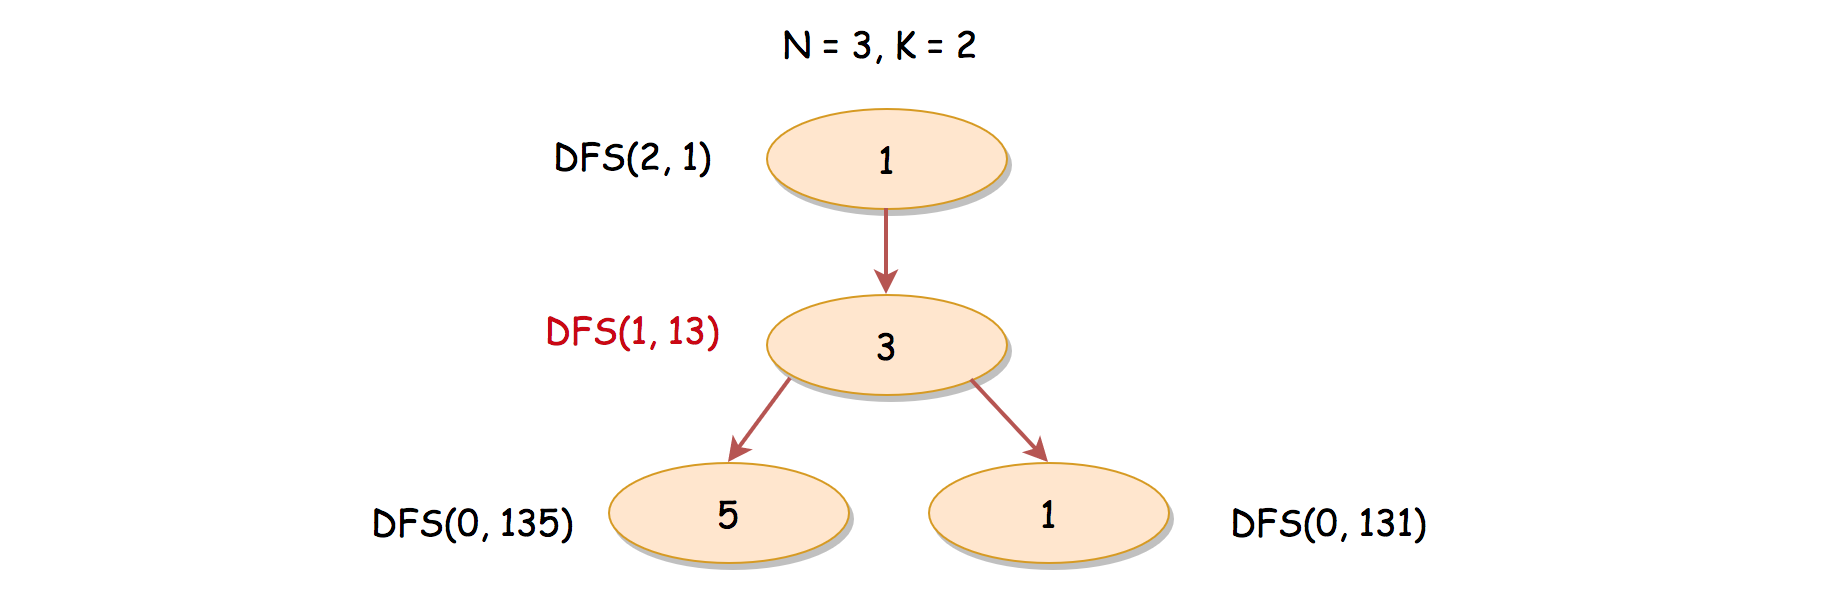 N = 3, K = 2
DFS(2, 1)
1
DFS(1, 13)
3
DFS(0, 135)
5
1
DFS(0, 131)